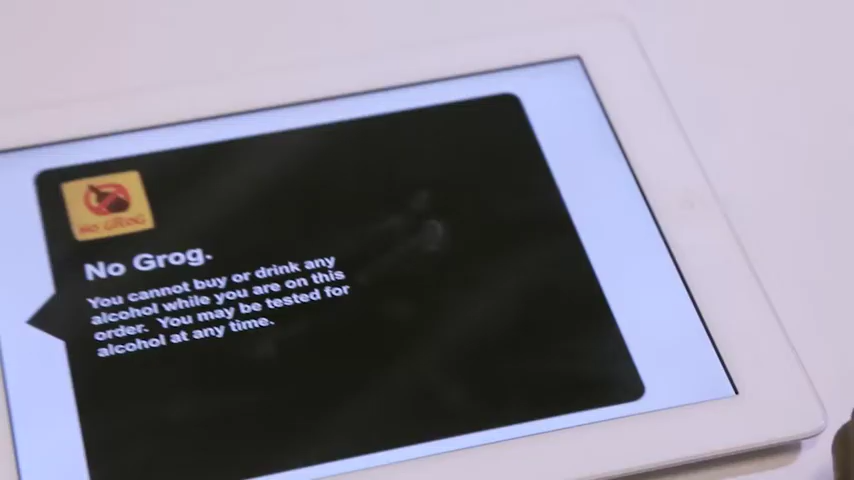 NO GROG
No Grog.
You cannot buy or drink any
alcohol while you are on this
order. You may be tested for
alcohol at any time.